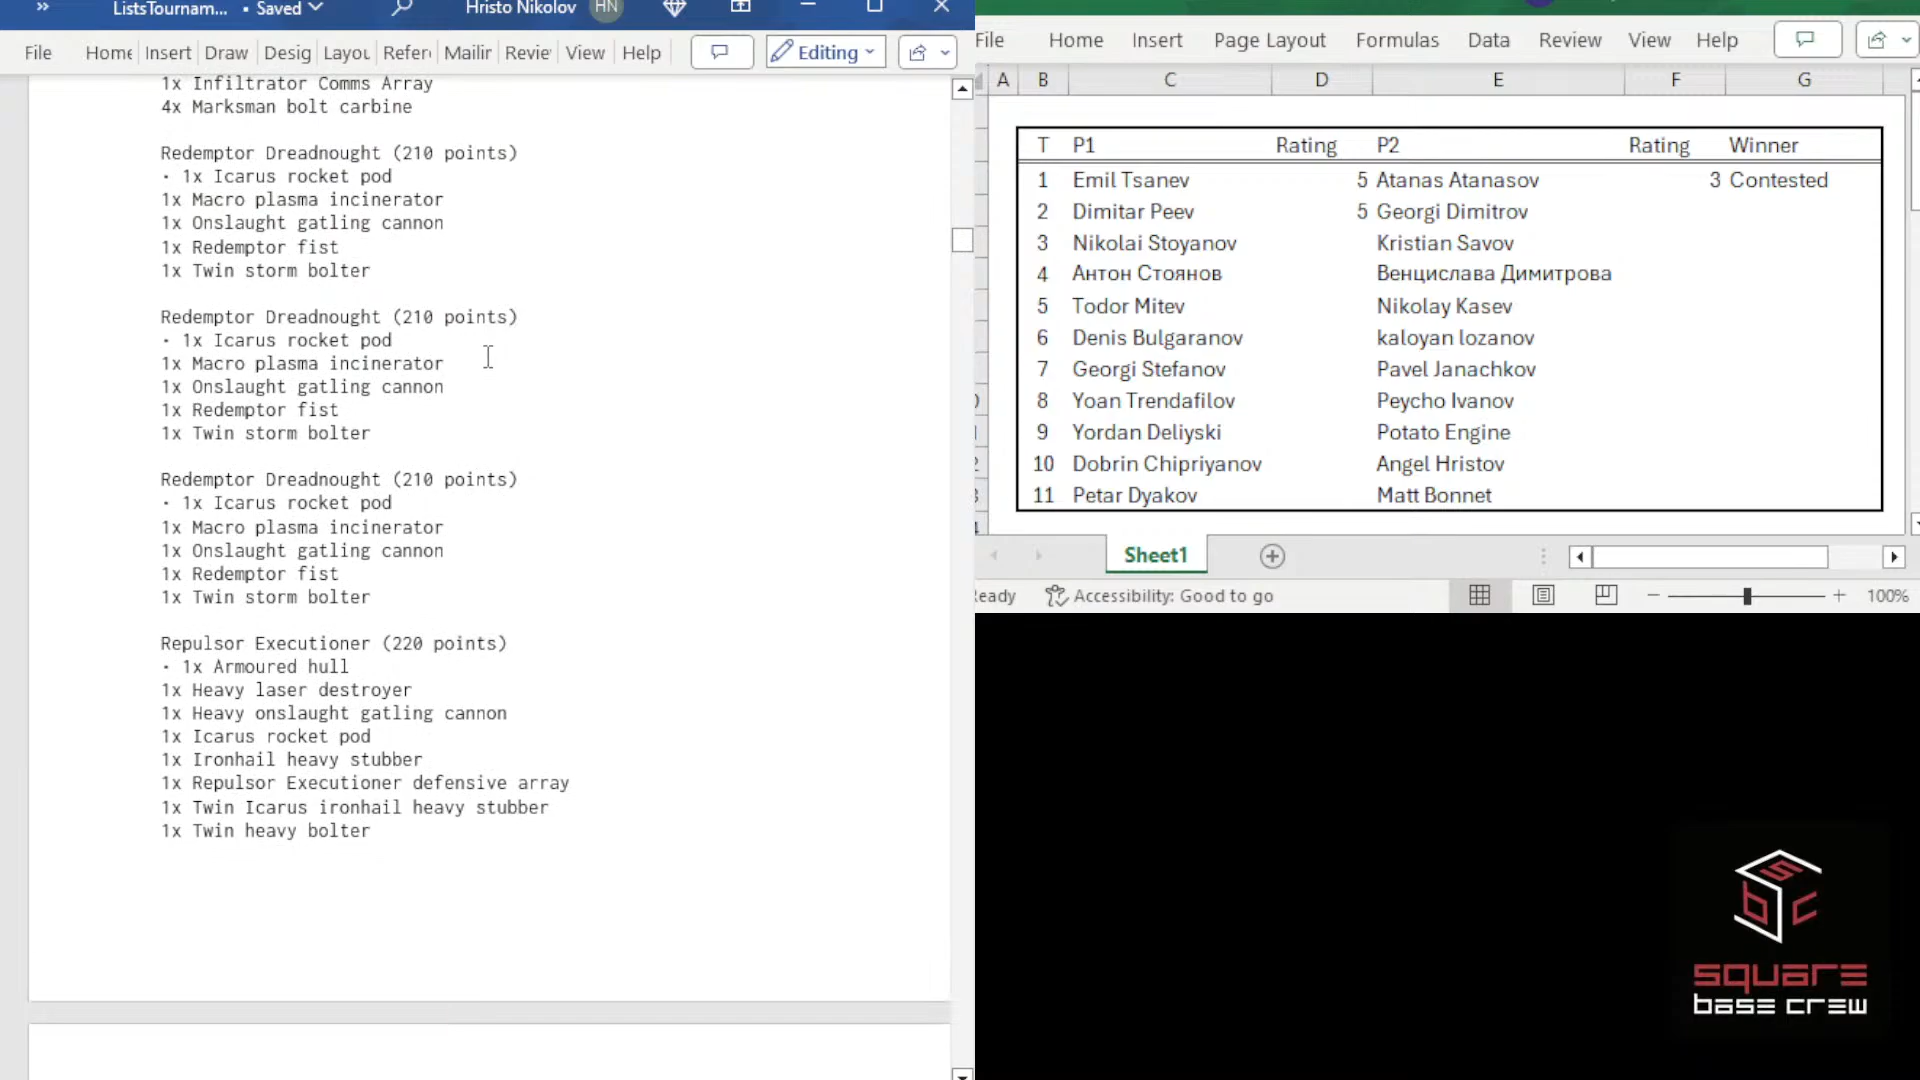 ListsTournam... • Saved
Hristo Nikolov HN
File Home Insert Draw Desig Layou Refer Mailin Revie View Help Editing
1x Infiltrator Comms Array
4x Marksman bolt carbine
Redemptor Dreadnought (210 points)
• 1x Icarus rocket pod
1x Macro plasma incinerator
1x Onslaught gatling cannon
1x Redemptor fist
1x Twin storm bolter
Redemptor Dreadnought (210 points)
• 1x Icarus rocket pod
1x Macro plasma incinerator
1x Onslaught gatling cannon
1x Redemptor fist
1x Twin storm bolter
Redemptor Dreadnought (210 points)
• 1x Icarus rocket pod
1x Macro plasma incinerator
1x Onslaught gatling cannon
1x Redemptor fist
1x Twin storm bolter
Repulsor Executioner (220 points)
• 1x Armoured hull
1x Heavy laser destroyer
1x Heavy onslaught gatling cannon
1x Icarus rocket pod
1x Ironhail heavy stubber
1x Repulsor Executioner defensive array
1x Twin Icarus ironhail heavy stubber
1x Twin heavy bolter
File Home Insert Page Layout Formulas Data Review View Help
A B C D E F G
T P1 Rating P2 Rating Winner
1 Emil Tsanev 5 Atanas Atanasov 3 Contested
2 Dimitar Peev 5 Georgi Dimitrov
3 Nikolai Stoyanov Kristian Savov
4 Антон Стоянов Венцислава Димитрова
5 Todor Mitev Nikolay Kasev
6 Denis Bulgaranov kaloyan lozanov
7 Georgi Stefanov Pavel Janachkov
8 Yoan Trendafilov Peycho Ivanov
9 Yordan Deliyski Potato Engine
10 Dobrin Chipriyanov Angel Hristov
11 Petar Dyakov Matt Bonnet
Sheet1
eady Accessibility: Good to go 100%
sbc
square
base crew